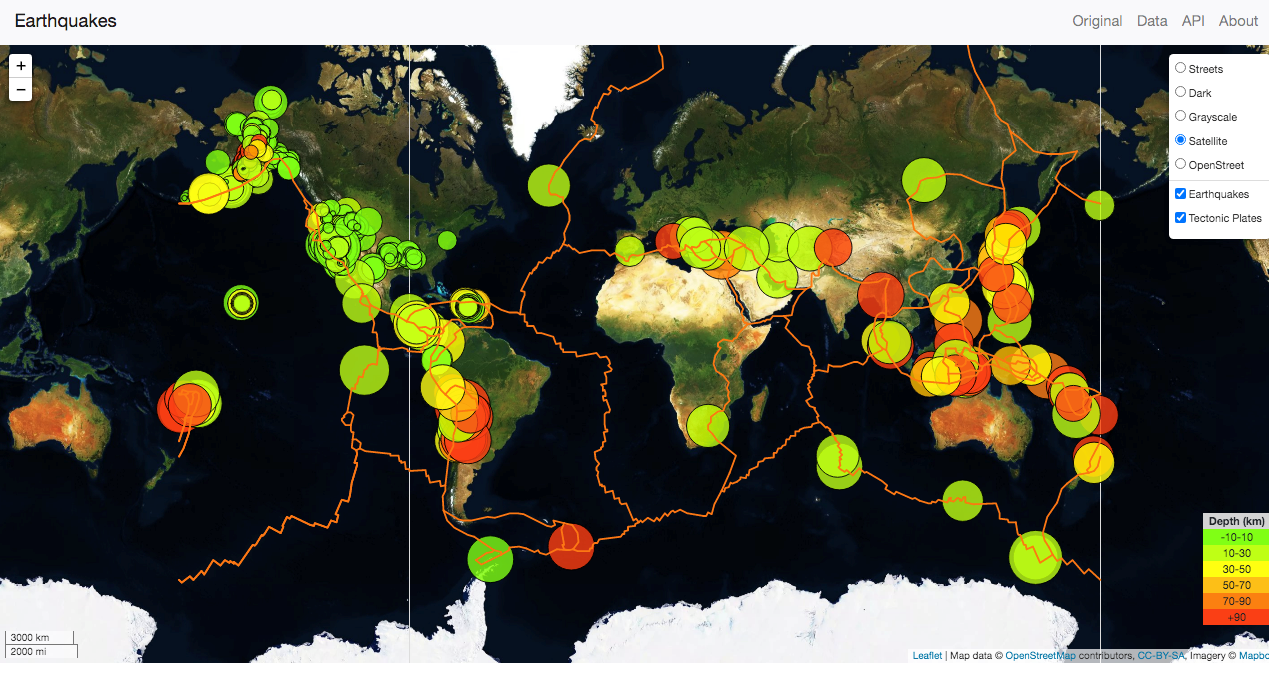 Earthquakes
Original Data API About
+
−
Streets
Dark
Grayscale
Satellite
OpenStreet
Earthquakes
Tectonic Plates
Depth (km)
-10-10
10-30
30-50
50-70
70-90
+90
3000 km
2000 mi
Leaflet | Map data © OpenStreetMap contributors, CC-BY-SA, Imagery © Mapbo